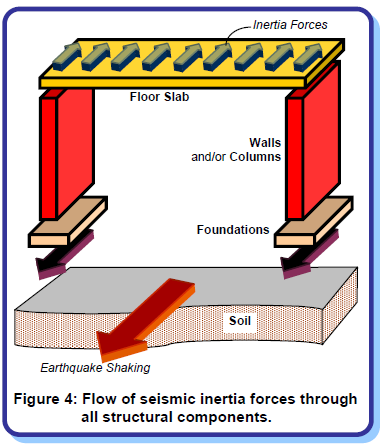 Inertia Forces
Floor Slab
Walls
and/or Columns
Foundations
Soil
Earthquake Shaking
Figure 4: Flow of seismic inertia forces through
all structural components.